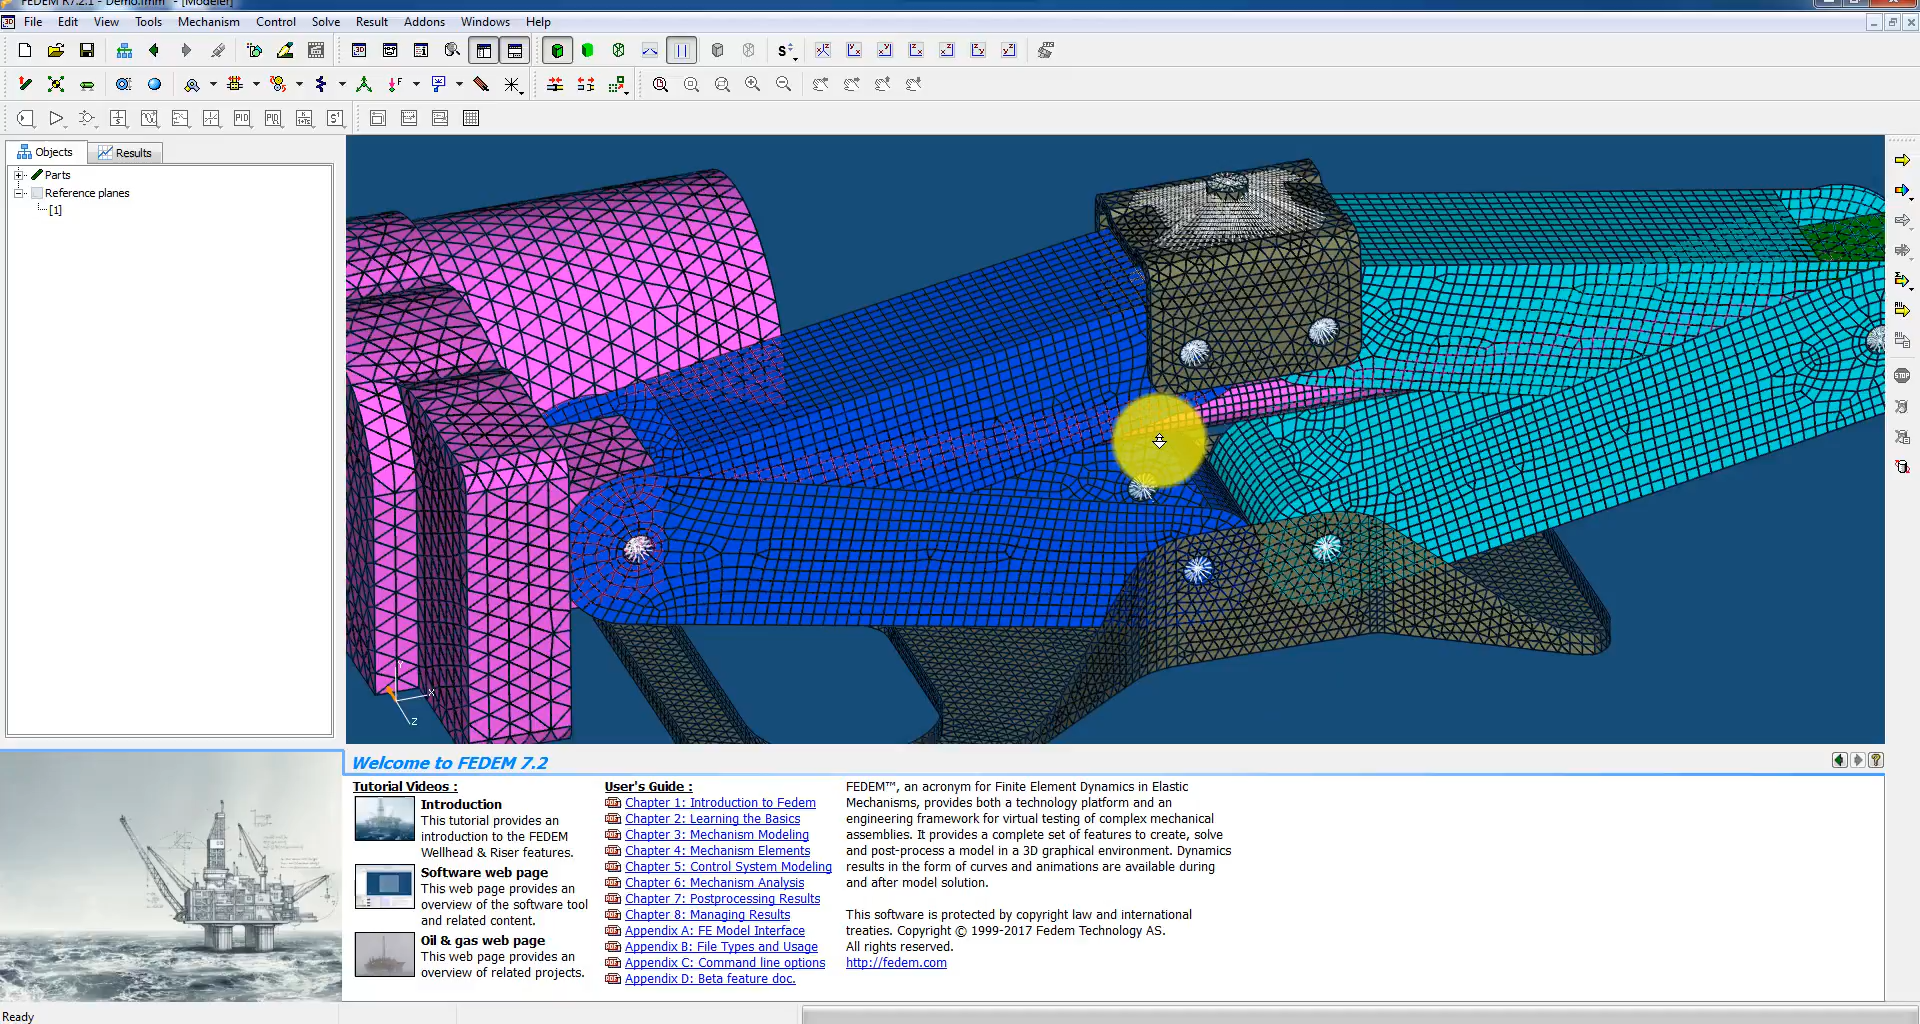 FEDEM R7.2.1 - Demo.fmm - [Modeler]
File Edit View Tools Mechanism Control Solve Result Addons Windows Help
Objects Results
Parts
Reference planes
[1]
X
Z
Welcome to FEDEM 7.2
Tutorial Videos :
Introduction
This tutorial provides an
introduction to the FEDEM
Wellhead & Riser features.
Software web page
This web page provides an
overview of the software tool
and related content.
Oil & gas web page
This web page provides an
overview of related projects.
User's Guide :
Chapter 1: Introduction to Fedem
Chapter 2: Learning the Basics
Chapter 3: Mechanism Modeling
Chapter 4: Mechanism Elements
Chapter 5: Control System Modeling
Chapter 6: Mechanism Analysis
Chapter 7: Postprocessing Results
Chapter 8: Managing Results
Appendix A: FE Model Interface
Appendix B: File Types and Usage
Appendix C: Command line options
Appendix D: Beta feature doc.
FEDEM™, an acronym for Finite Element Dynamics in Elastic
Mechanisms, provides both a technology platform and an
engineering framework for virtual testing of complex mechanical
assemblies. It provides a complete set of features to create, solve
and post-process a model in a 3D graphical environment. Dynamics
results in the form of curves and animations are available during
and after model solution.
This software is protected by copyright law and international
treaties. Copyright © 1999-2017 Fedem Technology AS.
All rights reserved.
http://fedem.com
Ready